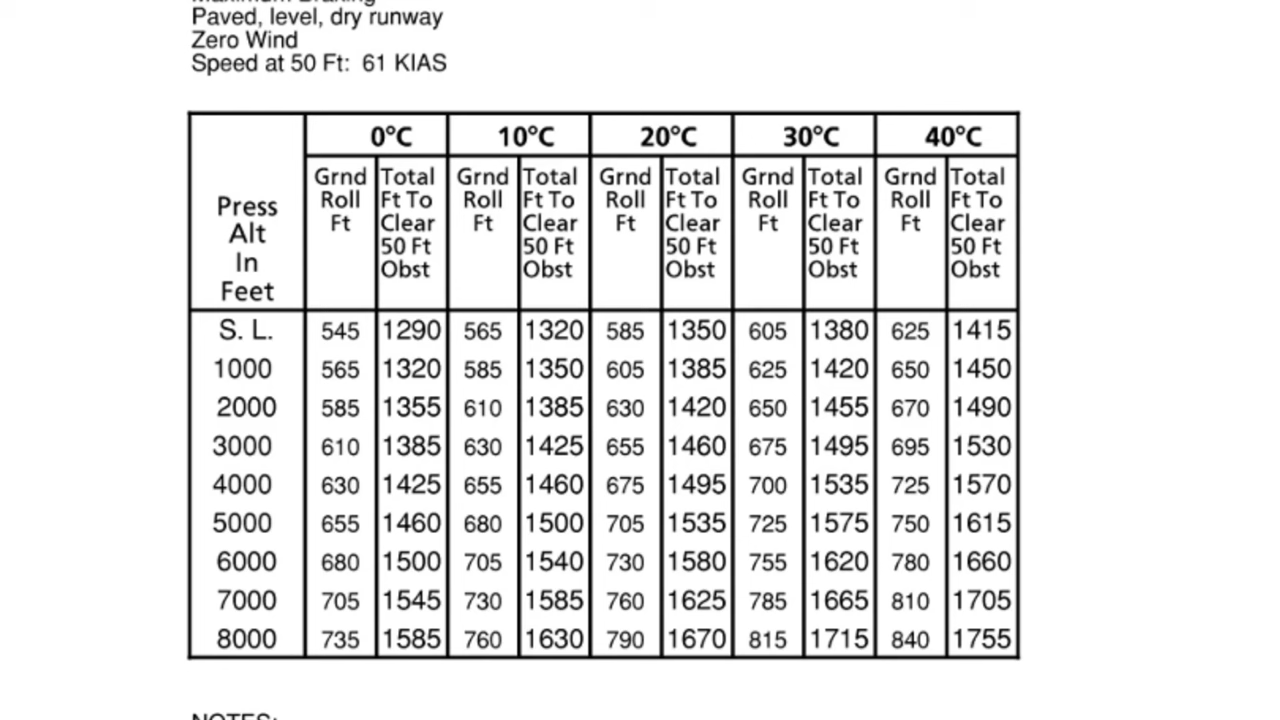 Maximum Braking
Paved, level, dry runway
Zero Wind
Speed at 50 Ft: 61 KIAS
0°C 10°C 20°C 30°C 40°C
Press Alt In Feet Grnd Roll Ft Total Ft To Clear 50 Ft Obst Grnd Roll Ft Total Ft To Clear 50 Ft Obst Grnd Roll Ft Total Ft To Clear 50 Ft Obst Grnd Roll Ft Total Ft To Clear 50 Ft Obst Grnd Roll Ft Total Ft To Clear 50 Ft Obst
S. L. 545 1290 565 1320 585 1350 605 1380 625 1415
1000 565 1320 585 1350 605 1385 625 1420 650 1450
2000 585 1355 610 1385 630 1420 650 1455 670 1490
3000 610 1385 630 1425 655 1460 675 1495 695 1530
4000 630 1425 655 1460 675 1495 700 1535 725 1570
5000 655 1460 680 1500 705 1535 725 1575 750 1615
6000 680 1500 705 1540 730 1580 755 1620 780 1660
7000 705 1545 730 1585 760 1625 785 1665 810 1705
8000 735 1585 760 1630 790 1670 815 1715 840 1755
NOTES: